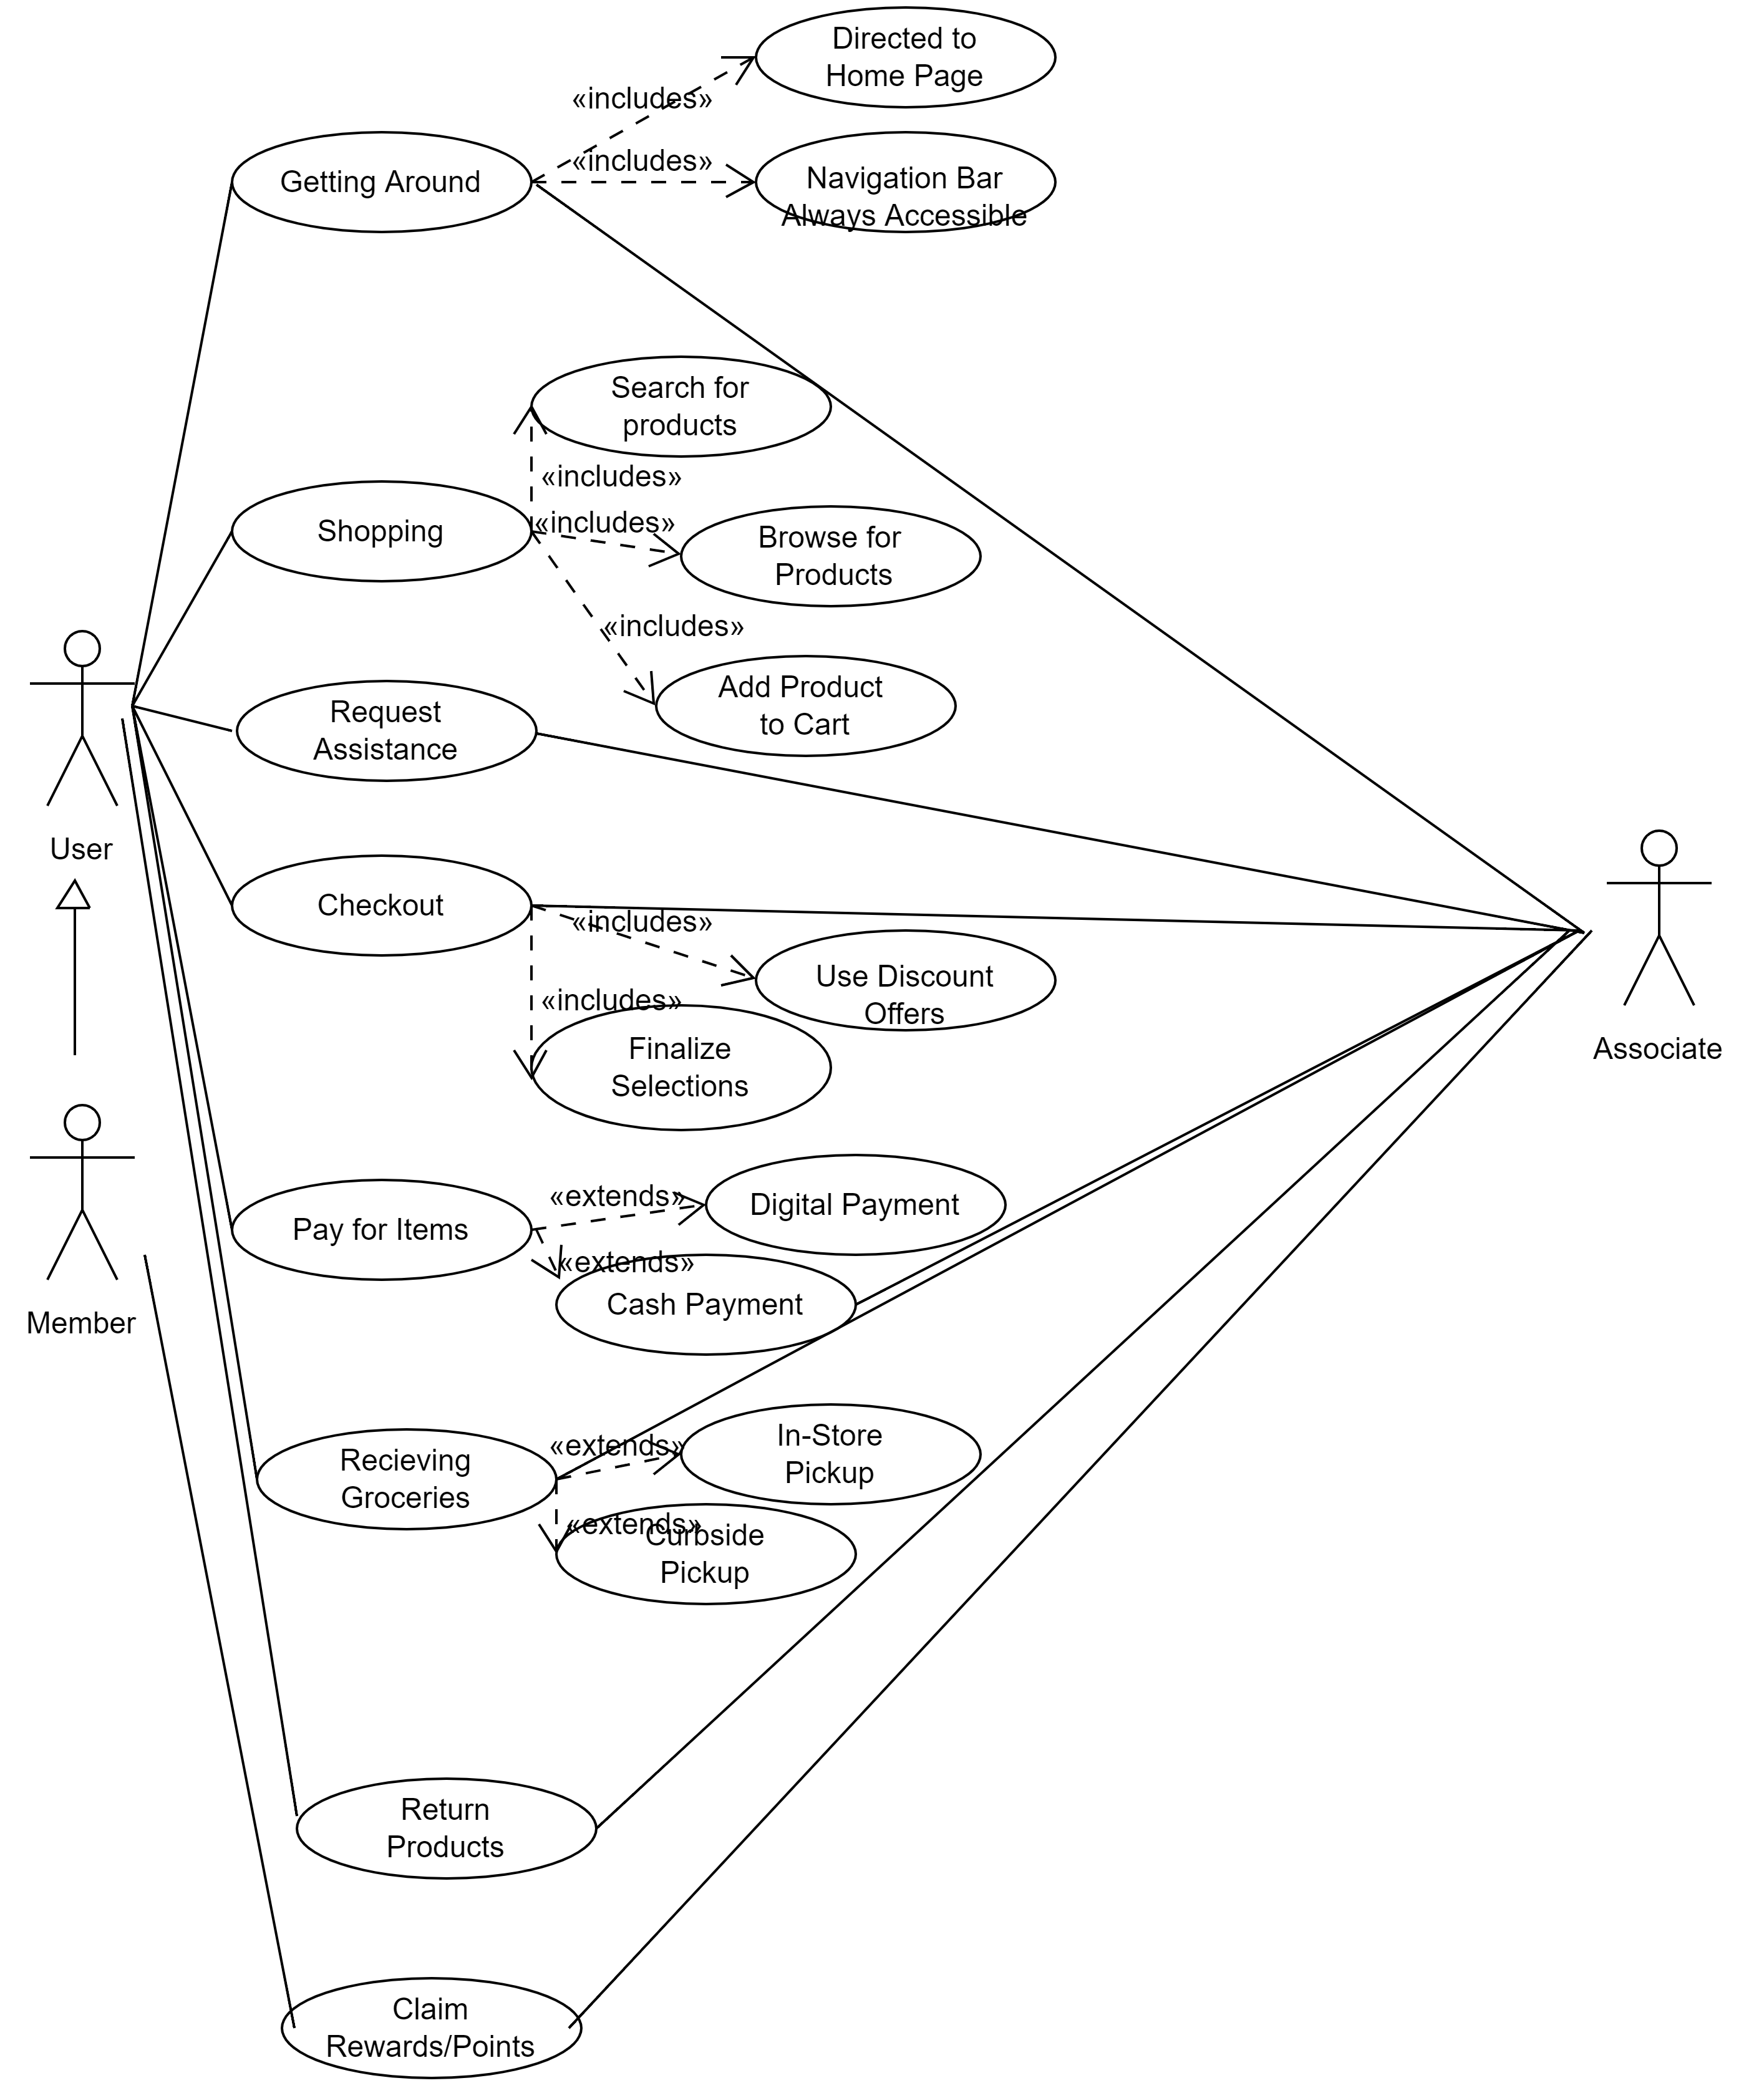 Directed to
Home Page
«includes»
«includes»
Getting Around
Navigation Bar
Always Accessible
Search for
products
«includes»
«includes»
Shopping
Browse for
Products
«includes»
Add Product
to Cart
Request
Assistance
User
Checkout
«includes»
Use Discount
Offers
«includes»
Finalize
Selections
Associate
«extends»
Digital Payment
Pay for Items
«extends»
Cash Payment
Member
«extends»
In-Store
Pickup
Recieving
Groceries
«extends»
Curbside
Pickup
Return
Products
Claim
Rewards/Points